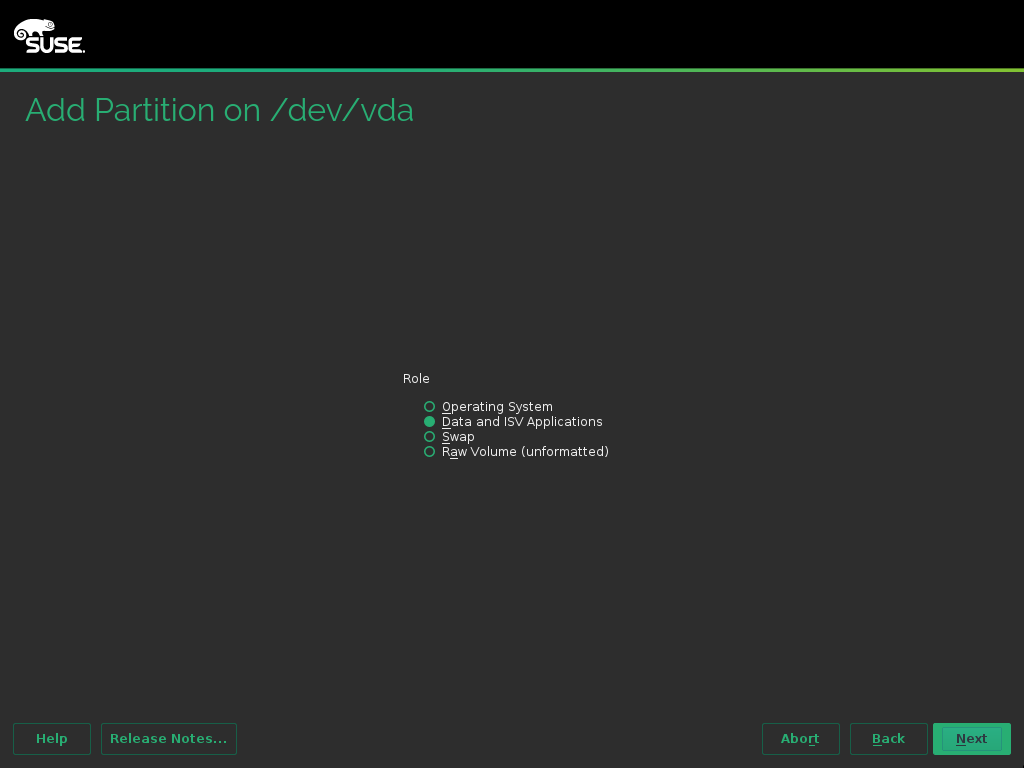 SUSE.
Add Partition on /dev/vda
Role
Operating System
Data and ISV Applications
Swap
Raw Volume (unformatted)
Help
Release Notes...
Abort
Back
Next